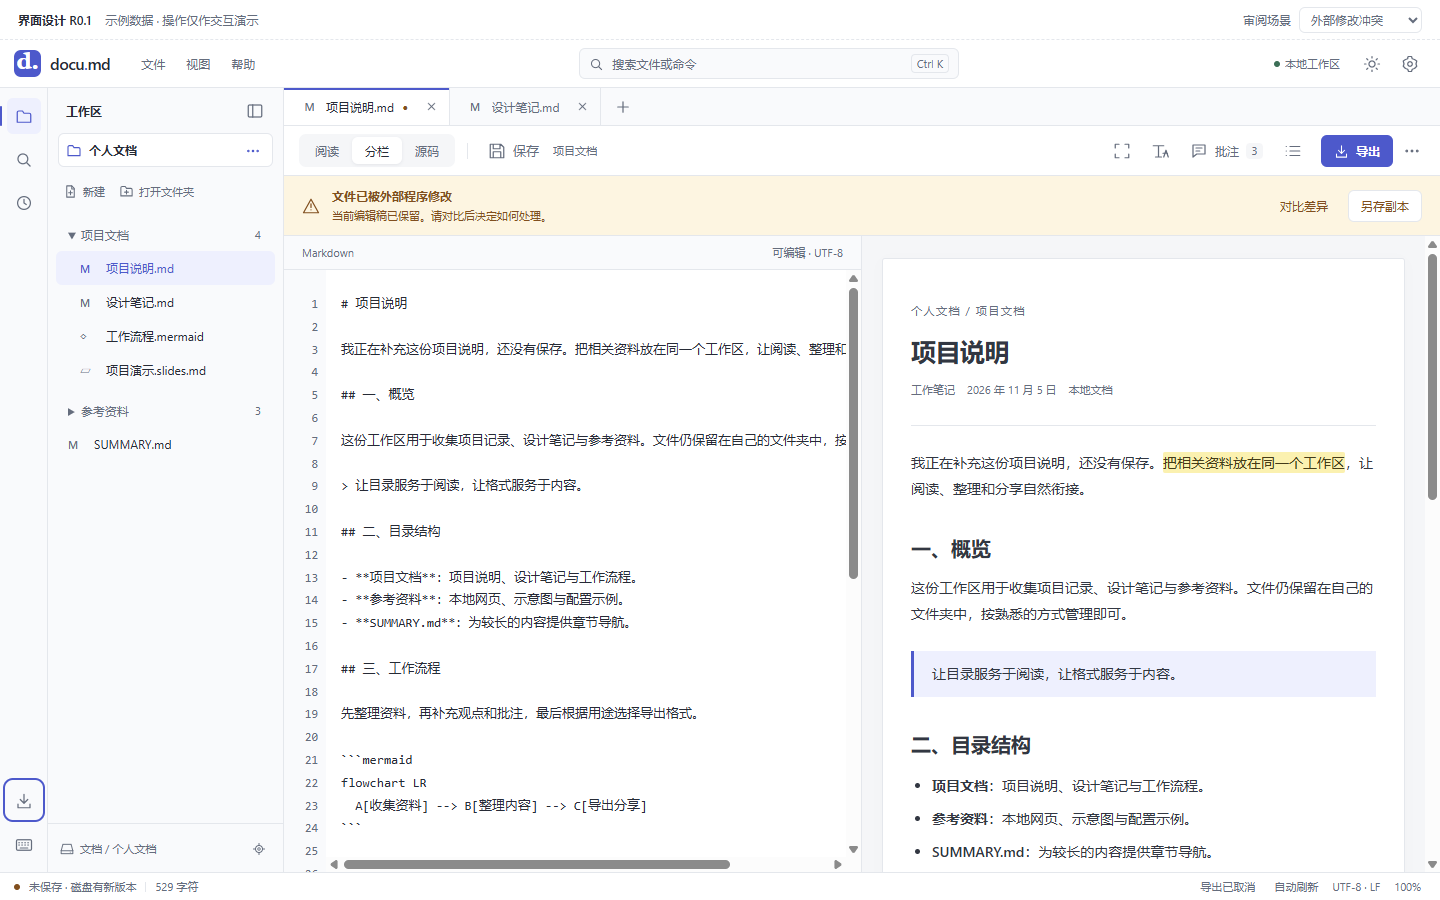 界面设计 R0.1 示例数据 · 操作仅作交互演示 审阅场景 外部修改冲突
d. docu.md 文件 视图 帮助 搜索文件或命令 Ctrl K 本地工作区
工作区 M 项目说明.md • × M 设计笔记.md × +
个人文档 ··· 阅读 分栏 源码 保存 项目文档 批注 3 导出 ···
新建 打开文件夹
文件已被外部程序修改
当前编辑稿已保留。请对比后决定如何处理。
对比差异 另存副本
▼ 项目文档 4
M 项目说明.md
M 设计笔记.md
工作流程.mermaid
项目演示.slides.md
▶ 参考资料 3
M SUMMARY.md
文档 / 个人文档
Markdown 可编辑 · UTF-8
1 # 项目说明
2
3 我正在补充这份项目说明，还没有保存。把相关资料放在同一个工作区，让阅读、整理和
4
5 ## 一、概览
6
7 这份工作区用于收集项目记录、设计笔记与参考资料。文件仍保留在自己的文件夹中，按
8
9 > 让目录服务于阅读，让格式服务于内容。
10
11 ## 二、目录结构
12
13 - **项目文档**: 项目说明、设计笔记与工作流程。
14 - **参考资料**: 本地网页、示意图与配置示例。
15 - **SUMMARY.md**: 为较长的内容提供章节导航。
16
17 ## 三、工作流程
18
19 先整理资料，再补充观点和批注，最后根据用途选择导出格式。
20
21 ```mermaid
22 flowchart LR
23 A[收集资料] --> B[整理内容] --> C[导出分享]
24 ```
25
个人文档 / 项目文档
项目说明
工作笔记 2026 年 11 月 5 日 本地文档
我正在补充这份项目说明，还没有保存。把相关资料放在同一个工作区，让
阅读、整理和分享自然衔接。
一、概览
这份工作区用于收集项目记录、设计笔记与参考资料。文件仍保留在自己的
文件夹中，按熟悉的方式管理即可。
让目录服务于阅读，让格式服务于内容。
二、目录结构
• 项目文档：项目说明、设计笔记与工作流程。
• 参考资料：本地网页、示意图与配置示例。
• SUMMARY.md：为较长的内容提供章节导航。
未保存 · 磁盘有新版本 529 字符 导出已取消 自动刷新 UTF-8 · LF 100%